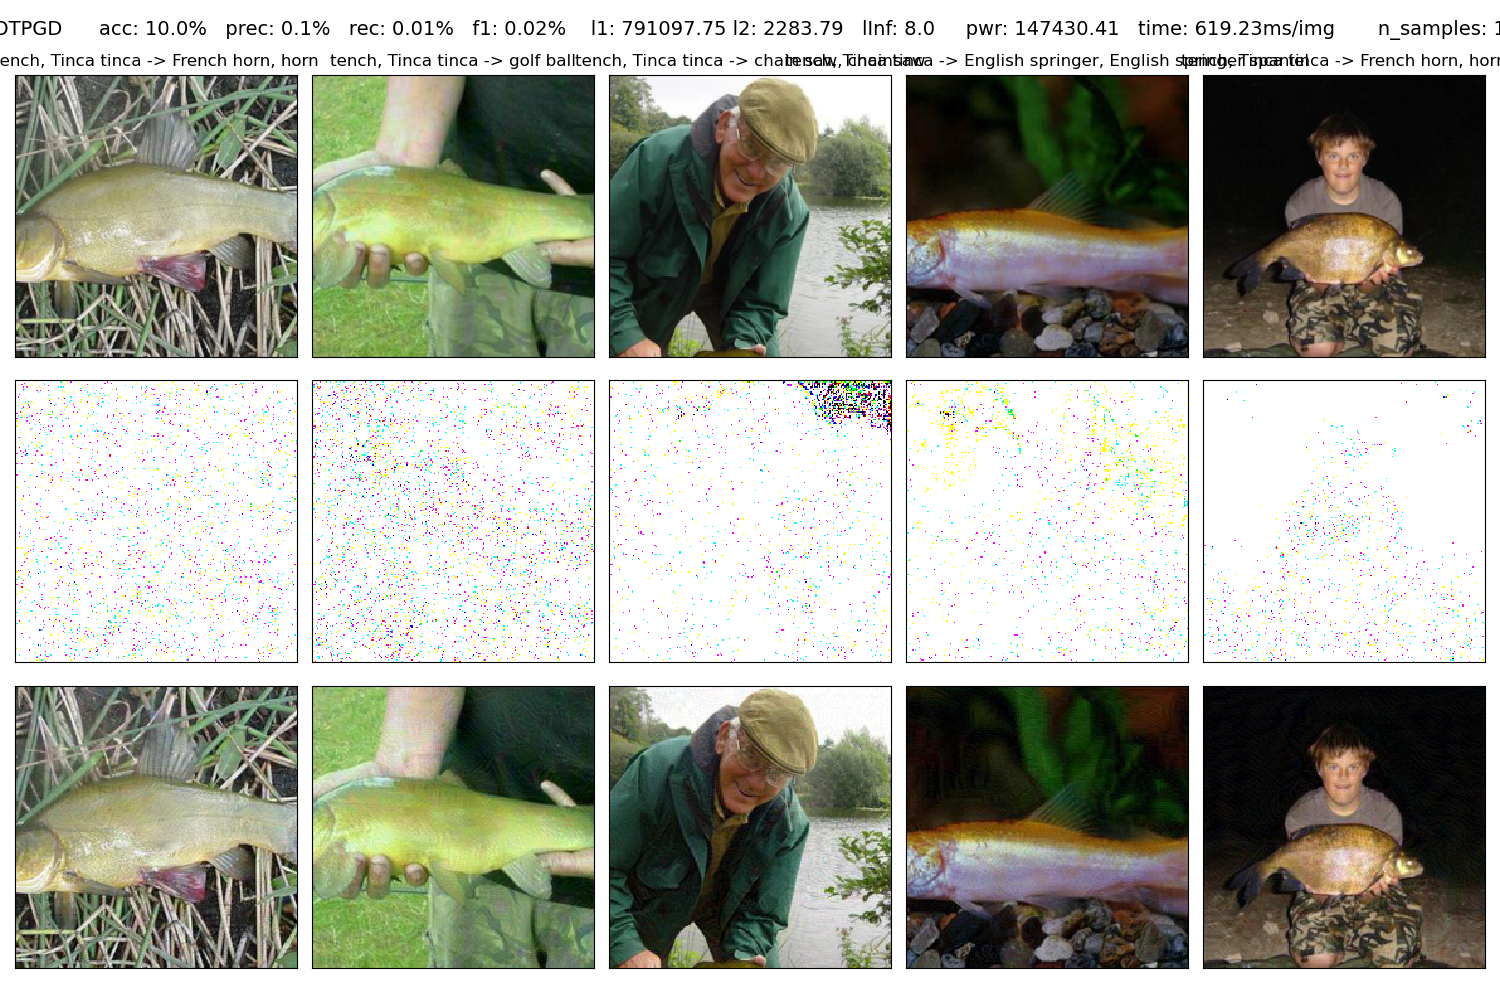 OTPGD acc: 10.0% prec: 0.1% rec: 0.01% f1: 0.02% l1: 791097.75 l2: 2283.79 lInf: 8.0 pwr: 147430.41 time: 619.23ms/img n_samples: 1
ench, Tinca tinca -> French horn, horn tench, Tinca tinca -> golf ball tench, Tinca tinca -> chain saw, chainsaw tench, Tinca tinca -> English springer, English springer spaniel tench, Tinca tinca -> French horn, horn